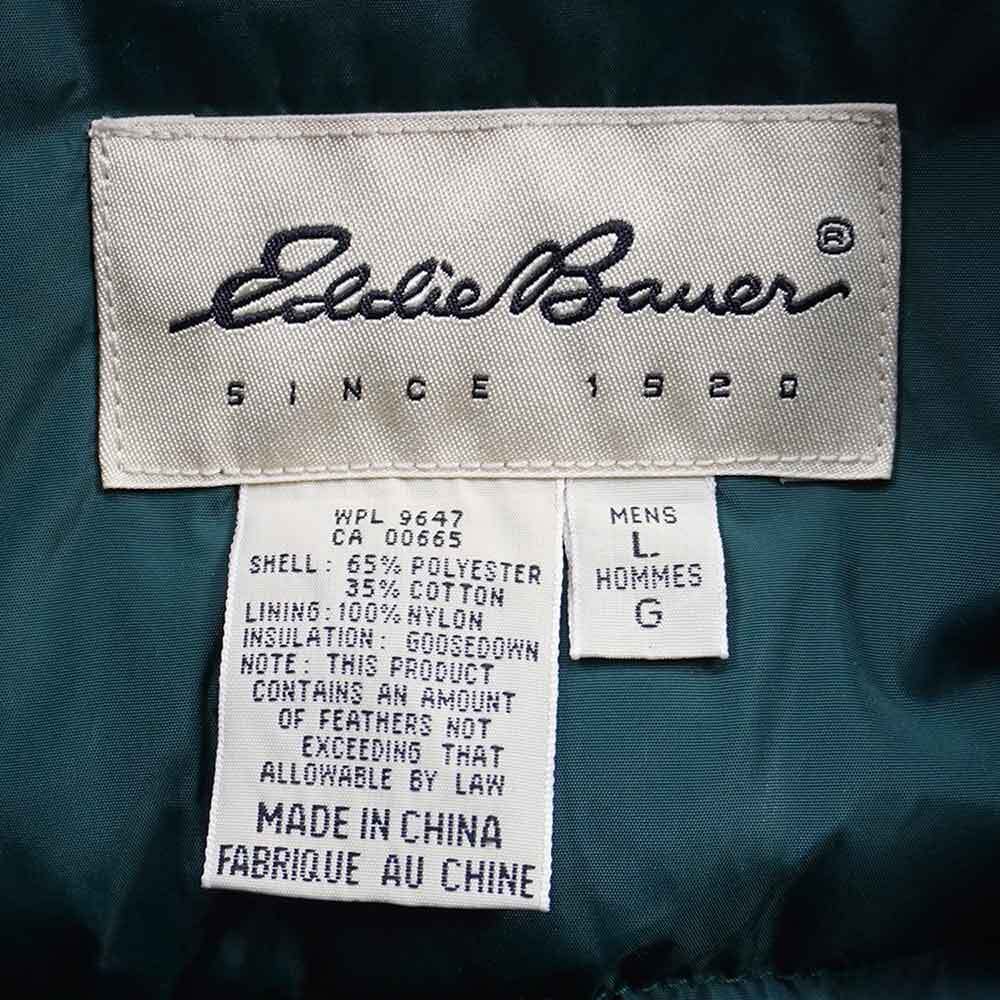 Eddie Bauer®
SINCE 1920
WPL 9647
CA 00665
SHELL: 65% POLYESTER
35% COTTON
LINING: 100% NYLON
INSULATION: GOOSEDOWN
NOTE: THIS PRODUCT
CONTAINS AN AMOUNT
OF FEATHERS NOT
EXCEEDING THAT
ALLOWABLE BY LAW
MADE IN CHINA
FABRIQUE AU CHINE
MENS
L
HOMMES
G